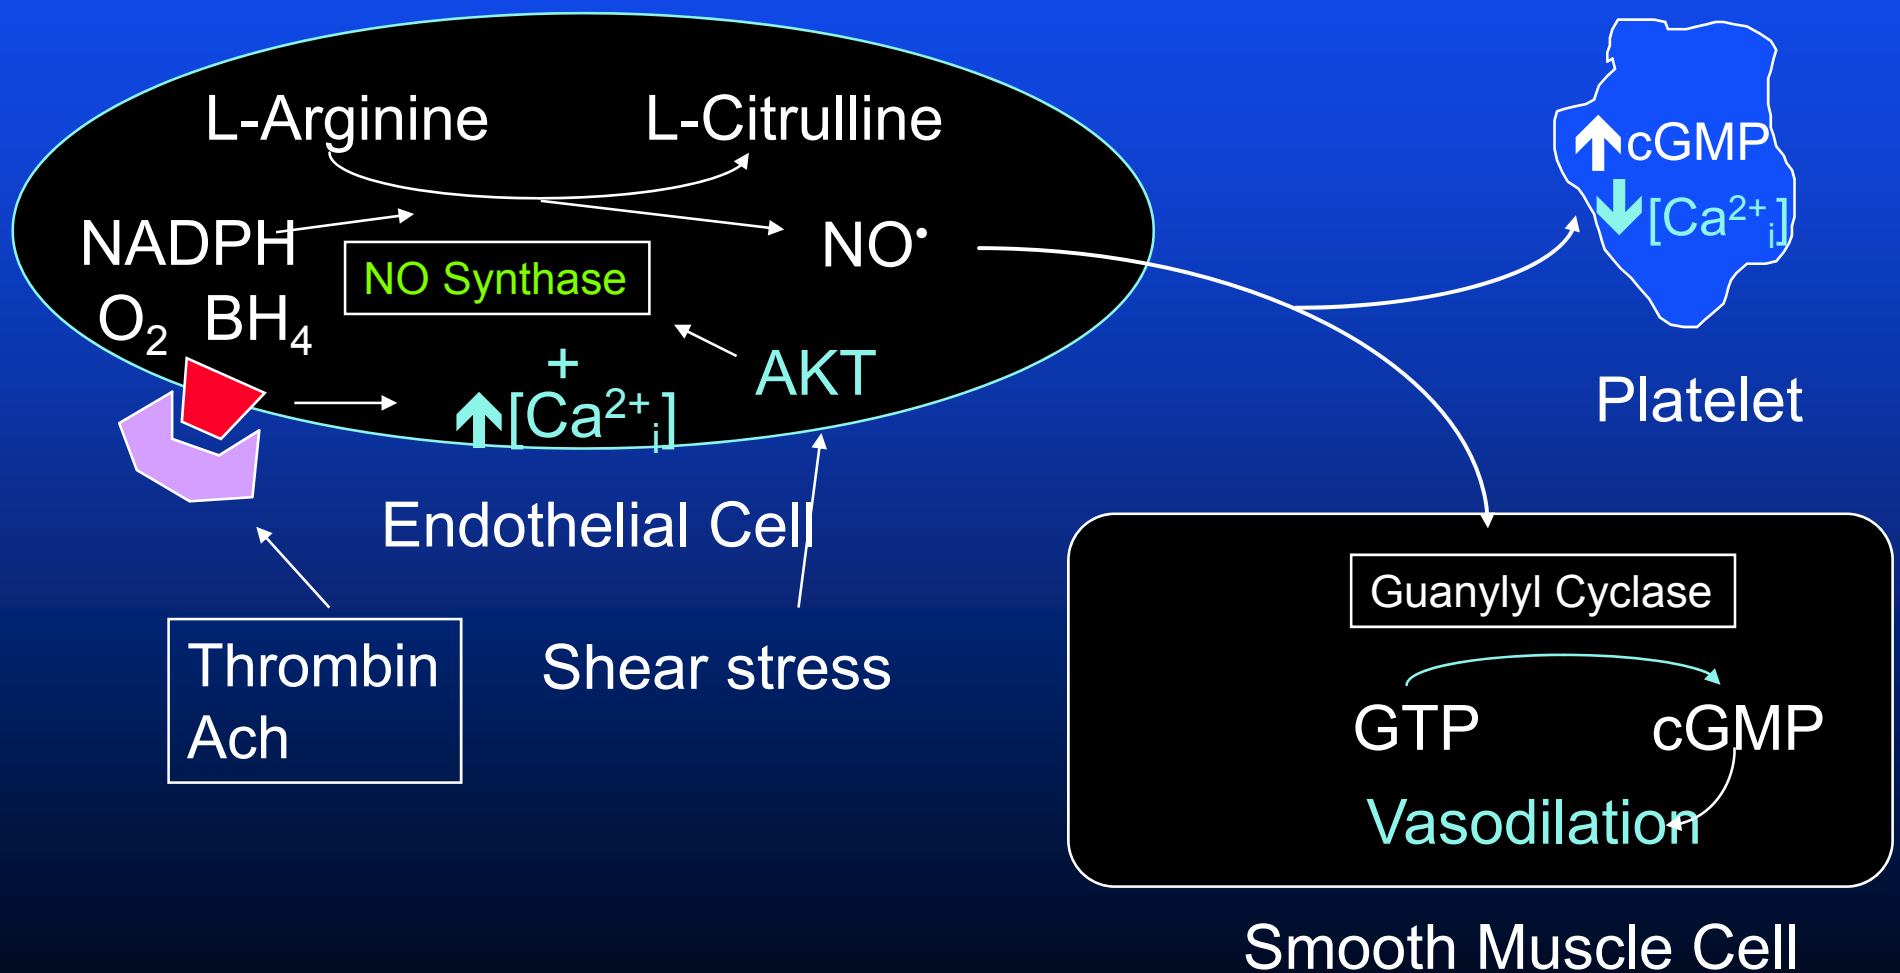 L-Arginine
L-Citrulline
NADPH
NO•
NO Synthase
O₂ BH₄
+
AKT
[Ca²⁺ᵢ]
Endothelial Cell
Thrombin
Ach
Shear stress
cGMP
[Ca²⁺ᵢ]
Platelet
Guanylyl Cyclase
GTP
cGMP
Vasodilation
Smooth Muscle Cell